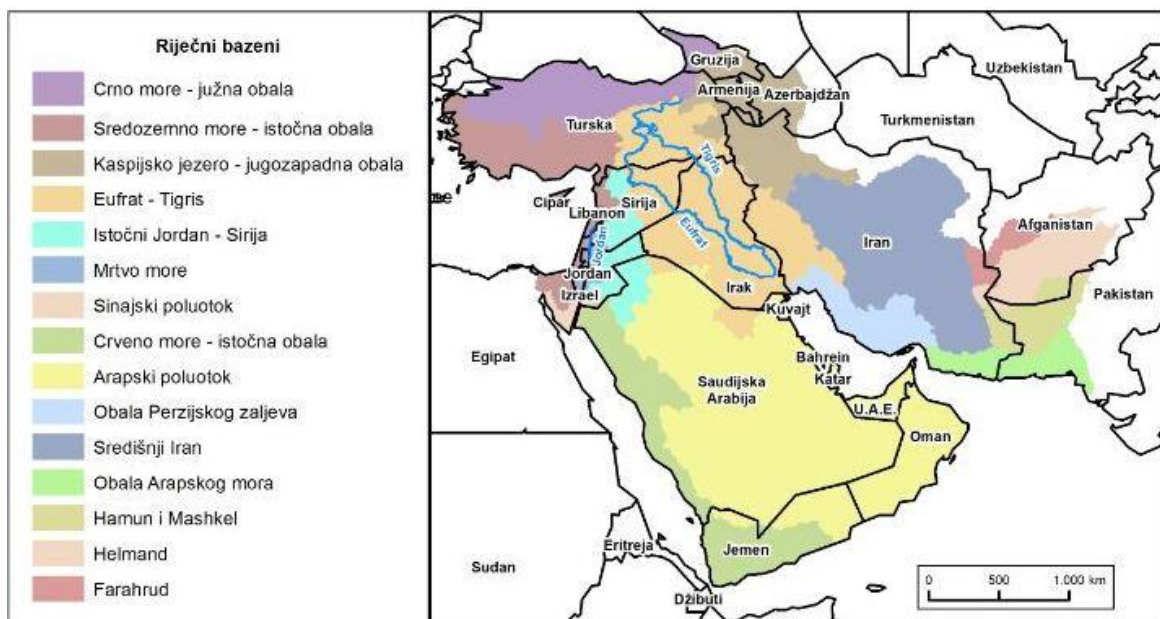 Riječni bazeni
Crno more - južna obala
Sredozemno more - istočna obala
Kaspijsko jezero - jugozapadna obala
Eufrat - Tigris
Istočni Jordan - Sirija
Mrtvo more
Sinajski poluotok
Crveno more - istočna obala
Arapski poluotok
Obala Perzijskog zaljeva
Središnji Iran
Obala Arapskog mora
Hamun i Mashkel
Helmand
Farahrud
Gruzija
Uzbekistan
Armenija
Azerbajdžan
Turska
Turkmenistan
Tigris
Cipar
Sirija
Libanon
Eufrat
Jordan
Iran
Afganistan
Jordan
Izrael
Irak
Pakistan
Kuvajt
Egipat
Bahrein
Katar
Saudijska
Arabija
U.A.E.
Oman
Eritreja
Jemen
Sudan
Džibuti
0 500 1.000 km